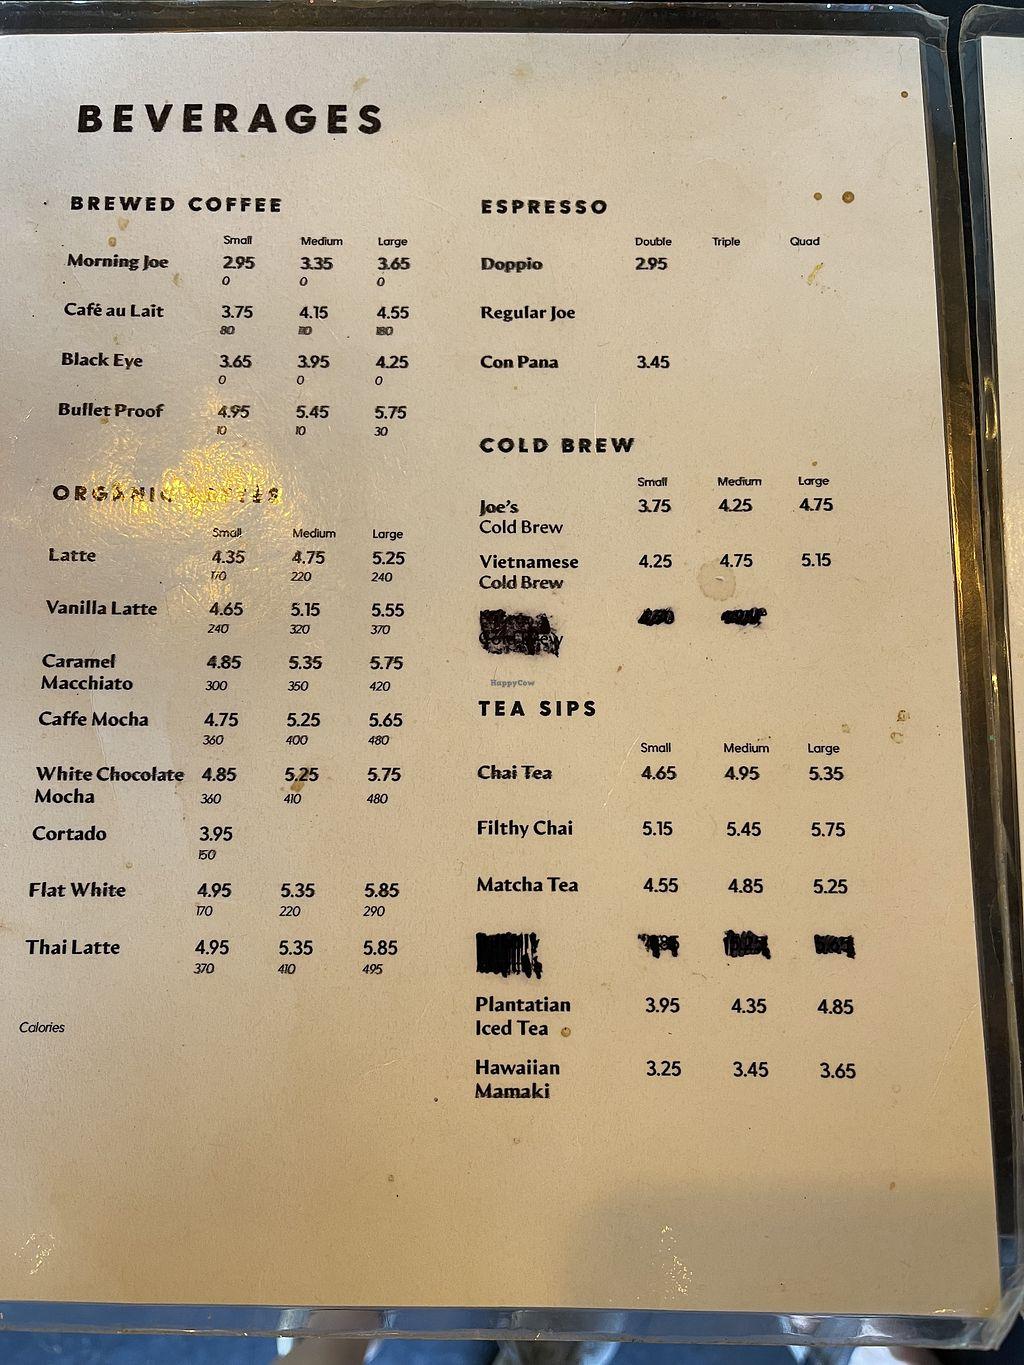 BEVERAGES
BREWED COFFEE
Small Medium Large
Morning Joe 2.95 3.35 3.65
0 0 0
Café au Lait 3.75 4.15 4.55
80 110 180
Black Eye 3.65 3.95 4.25
0 0 0
Bullet Proof 4.95 5.45 5.75
10 10 30
ORGANIC LATTES
Small Medium Large
Latte 4.35 4.75 5.25
170 220 240
Vanilla Latte 4.65 5.15 5.55
240 320 370
Caramel 4.85 5.35 5.75
Macchiato 300 350 420
Caffe Mocha 4.75 5.25 5.65
360 400 480
White Chocolate 4.85 5.25 5.75
Mocha 360 410 480
Cortado 3.95
150
Flat White 4.95 5.35 5.85
170 220 290
Thai Latte 4.95 5.35 5.85
370 410 495
Calories
ESPRESSO
Double Triple Quad
Doppio 2.95
Regular Joe
Con Pana 3.45
COLD BREW
Small Medium Large
Joe's 3.75 4.25 4.75
Cold Brew
Vietnamese 4.25 4.75 5.15
Cold Brew
HappyCow
TEA SIPS
Small Medium Large
Chai Tea 4.65 4.95 5.35
Filthy Chai 5.15 5.45 5.75
Matcha Tea 4.55 4.85 5.25
Plantatian 3.95 4.35 4.85
Iced Tea
Hawaiian 3.25 3.45 3.65
Mamaki